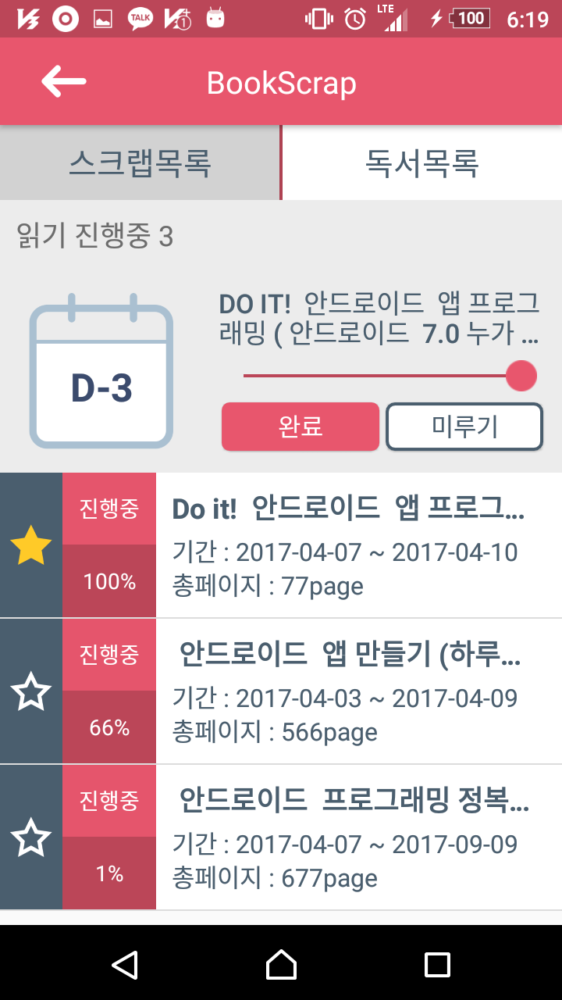 TALK
1
LTE
100
6:19
BookScrap
스크랩목록
독서목록
읽기 진행중 3
D-3
DO IT! 안드로이드 앱 프로그
래밍 ( 안드로이드 7.0 누가 ...
완료
미루기
진행중
100%
Do it! 안드로이드 앱 프로그...
기간 : 2017-04-07 ~ 2017-04-10
총페이지 : 77page
진행중
66%
안드로이드 앱 만들기 (하루...
기간 : 2017-04-03 ~ 2017-04-09
총페이지 : 566page
진행중
1%
안드로이드 프로그래밍 정복...
기간 : 2017-04-07 ~ 2017-09-09
총페이지 : 677page